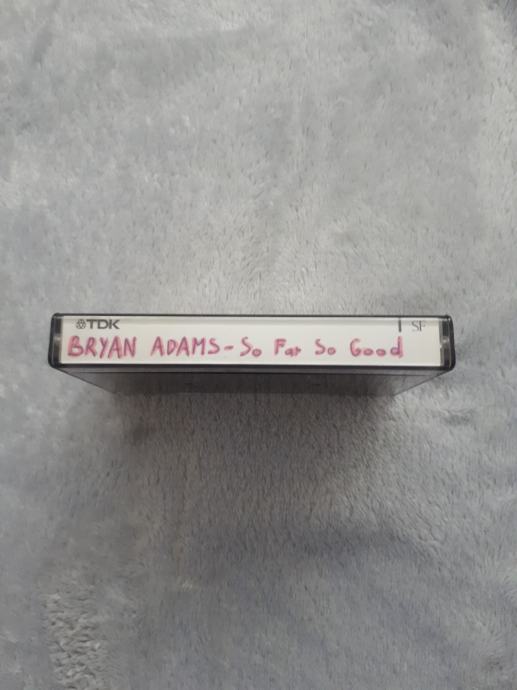 TDK I SF
BRYAN ADAMS - So Far So Good